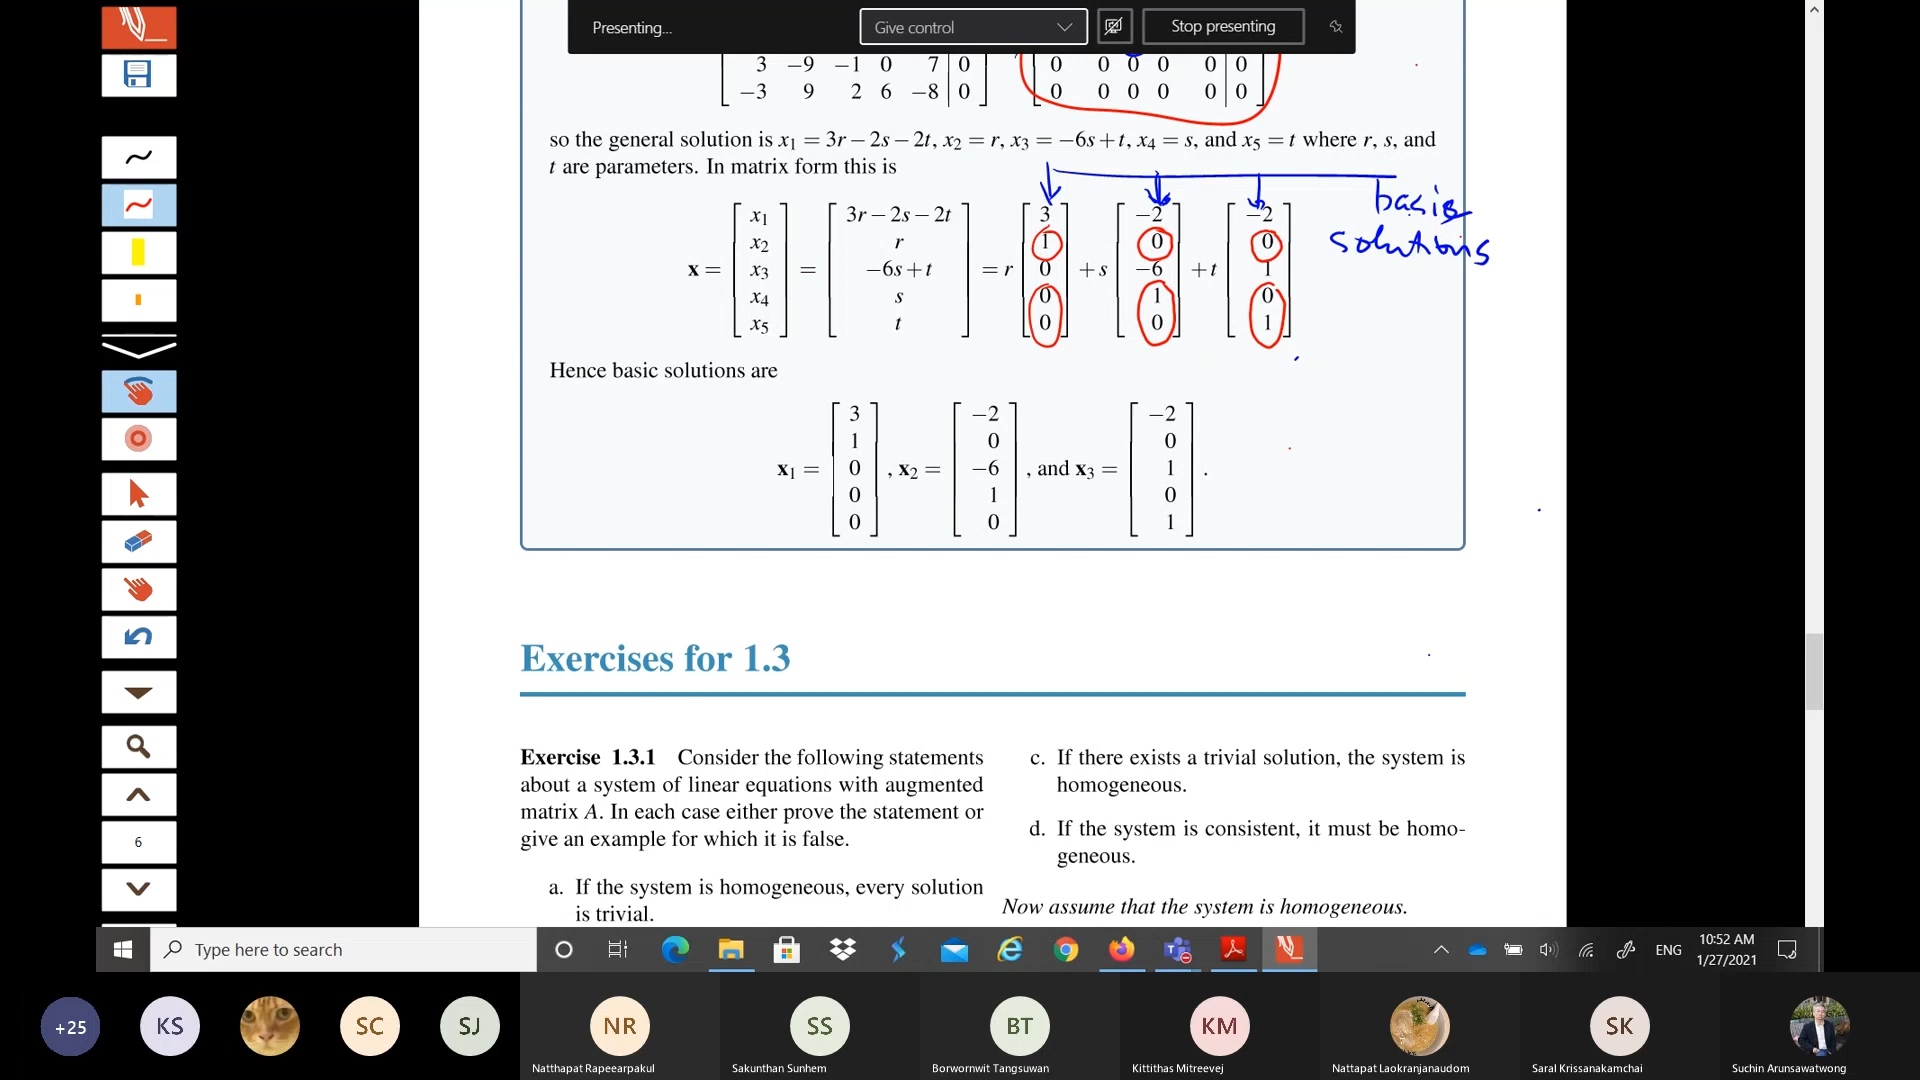 Presenting...
Give control
Stop presenting
3 −9 −1 0 7 0
0 0 0 0 0 0
−3 9 2 6 −8 0
0 0 0 0 0 0
so the general solution is x1 = 3r − 2s − 2t, x2 = r, x3 = −6s + t, x4 = s, and x5 = t where r, s, and
t are parameters. In matrix form this is
basic
solutions
x1 3r − 2s − 2t 3 −2 −2
x2 r 1 0 0
x = x3 = −6s + t = r 0 + s −6 + t 1
x4 s 0 1 0
x5 t 0 0 1
Hence basic solutions are
3 −2 −2
1 0 0
x1 = 0 , x2 = −6 , and x3 = 1 .
0 1 0
0 0 1
Exercises for 1.3
Exercise 1.3.1 Consider the following statements
about a system of linear equations with augmented
matrix A. In each case either prove the statement or
give an example for which it is false.
a. If the system is homogeneous, every solution
is trivial.
c. If there exists a trivial solution, the system is
homogeneous.
d. If the system is consistent, it must be homo-
geneous.
Now assume that the system is homogeneous.
6
Type here to search
ENG
10:52 AM
1/27/2021
+25
KS
SC
SJ
NR
SS
BT
KM
SK
Natthapat Rapeearpakul
Sakunthan Sunhem
Borwornwit Tangsuwan
Kittithas Mitreevej
Nattapat Laokranjanaudom
Saral Krissanakamchai
Suchin Arunsawatwong